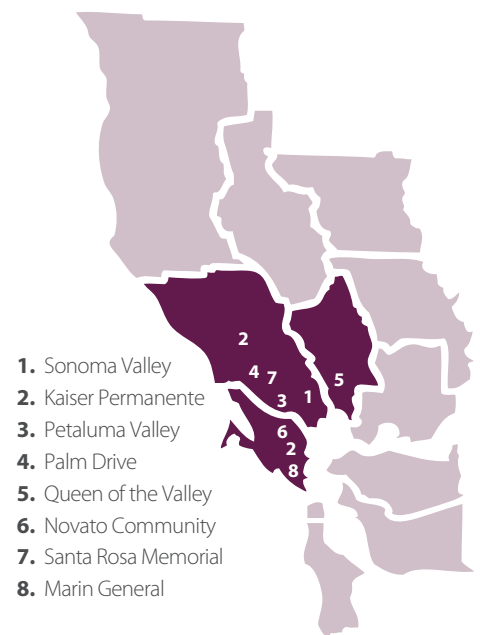 2
4
7
5
3
1
6
2
8
1. Sonoma Valley
2. Kaiser Permanente
3. Petaluma Valley
4. Palm Drive
5. Queen of the Valley
6. Novato Community
7. Santa Rosa Memorial
8. Marin General